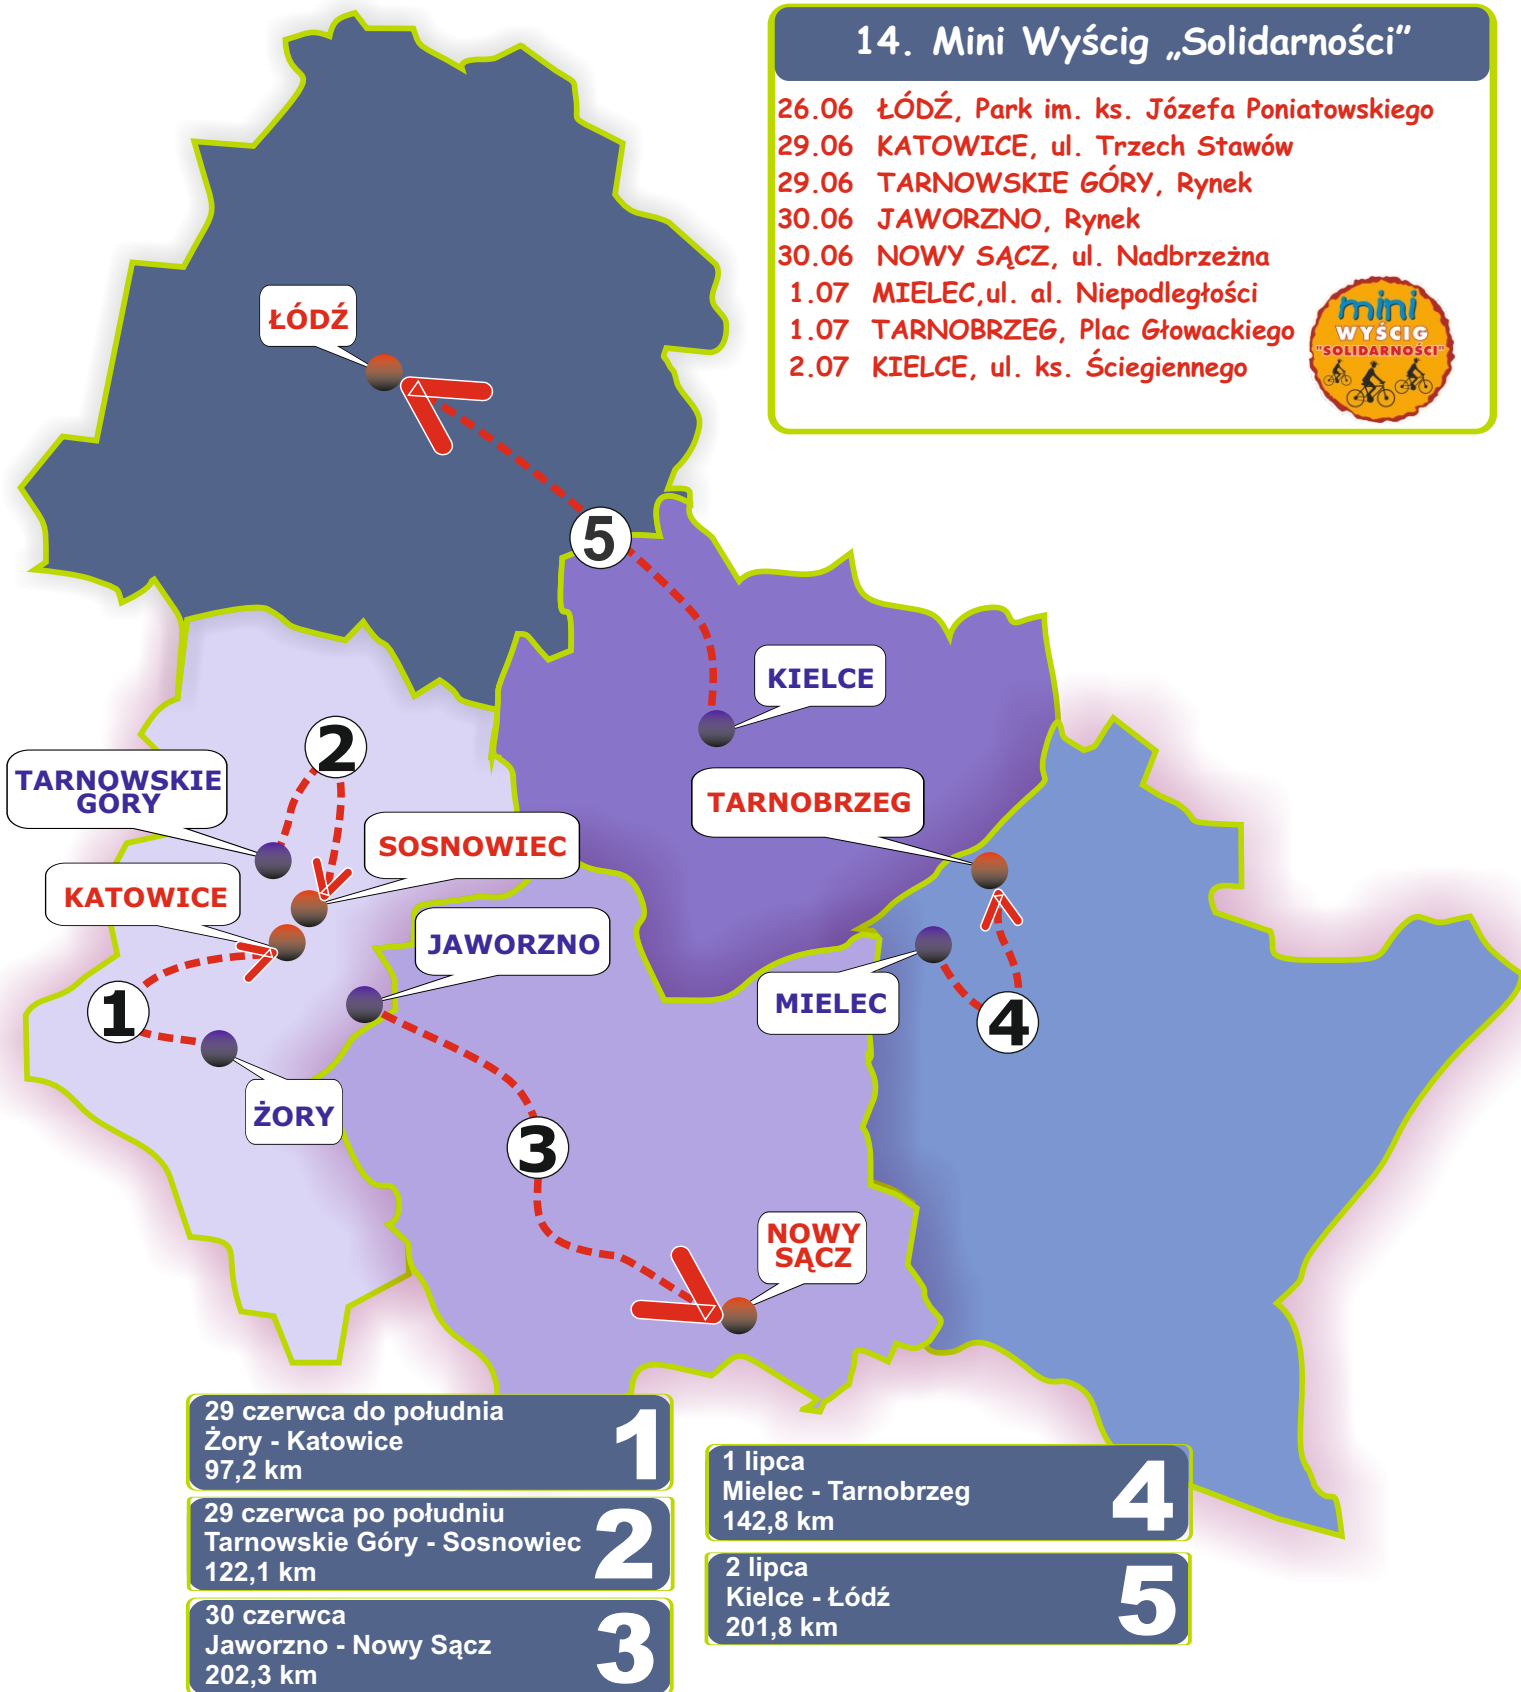 14. Mini Wyścig „Solidarności”
26.06 ŁÓDŹ, Park im. ks. Józefa Poniatowskiego
29.06 KATOWICE, ul. Trzech Stawów
29.06 TARNOWSKIE GÓRY, Rynek
30.06 JAWORZNO, Rynek
30.06 NOWY SĄCZ, ul. Nadbrzeżna
1.07 MIELEC,ul. al. Niepodległości
1.07 TARNOBRZEG, Plac Głowackiego
2.07 KIELCE, ul. ks. Ściegiennego
mini
WYŚCIG
"SOLIDARNOŚCI"
ŁÓDŹ
5
KIELCE
2
TARNOWSKIE
GÓRY
TARNOBRZEG
SOSNOWIEC
KATOWICE
JAWORZNO
MIELEC
1
4
ŻORY
3
NOWY
SĄCZ
29 czerwca do południa
Żory - Katowice
97,2 km
1
29 czerwca po południu
Tarnowskie Góry - Sosnowiec
122,1 km
2
30 czerwca
Jaworzno - Nowy Sącz
202,3 km
3
1 lipca
Mielec - Tarnobrzeg
142,8 km
4
2 lipca
Kielce - Łódź
201,8 km
5